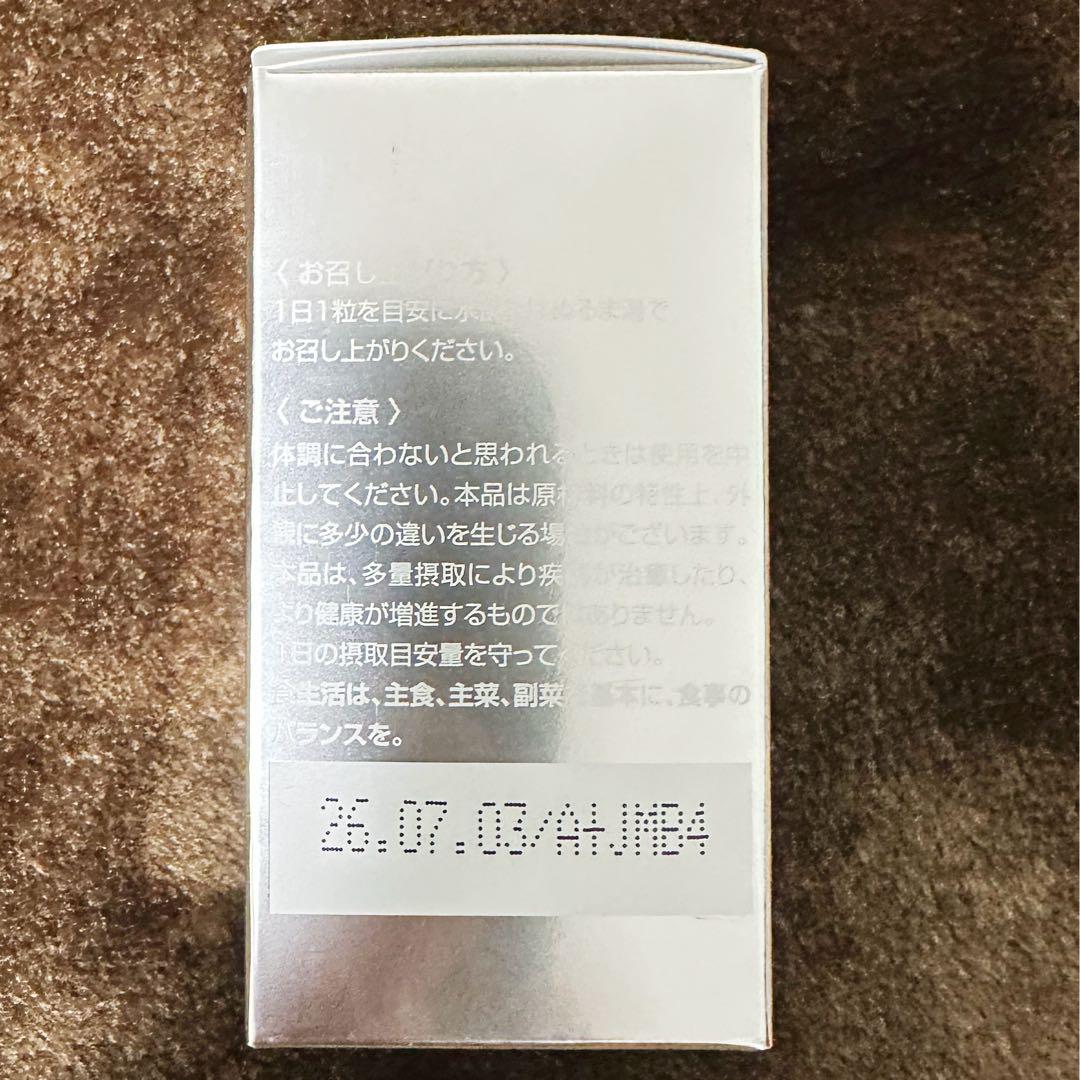 〈 お召し上がり方 〉
1日1粒を目安に水またはぬるま湯で
お召し上がりください。
〈 ご注意 〉
体調に合わないと思われるときは使用を中
止してください。本品は原材料の特性上、外
観に多少の違いを生じる場合がございます。
本品は、多量摂取により疾病が治癒したり、
より健康が増進するものではありません。
1日の摂取目安量を守ってください。
食生活は、主食、主菜、副菜を基本に、食事の
バランスを。
26.07.03/